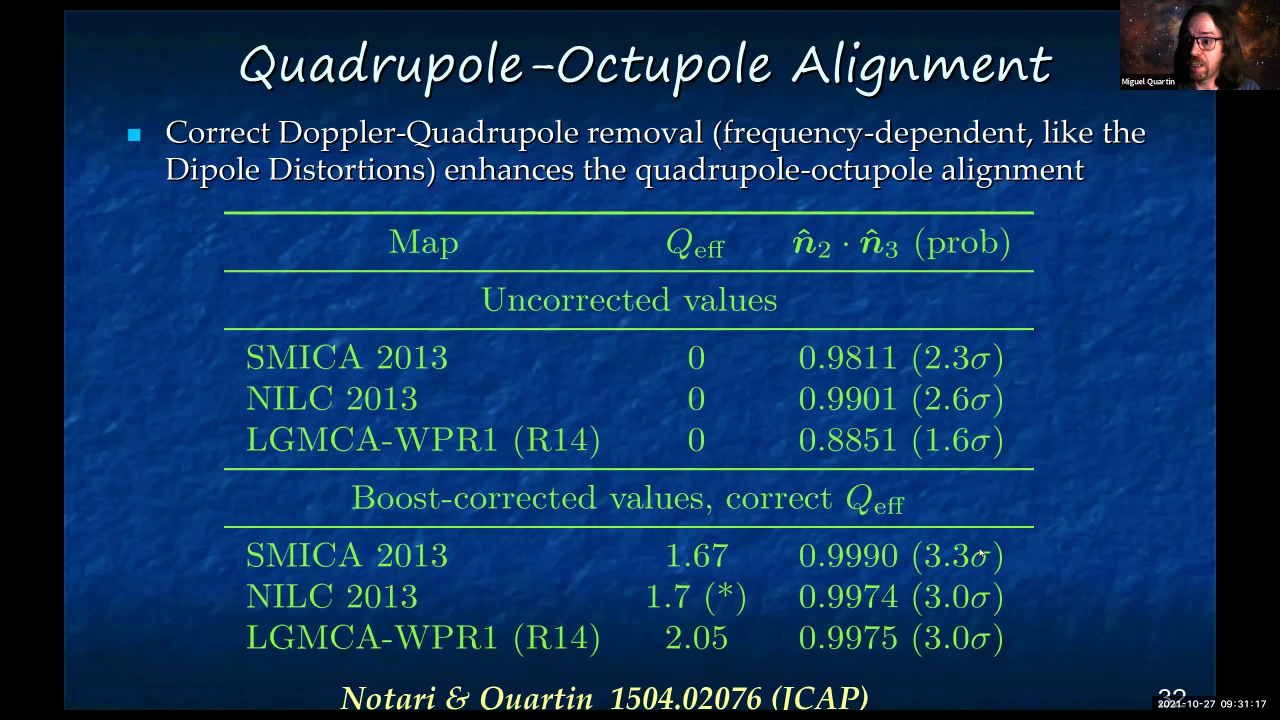 Quadrupole-Octupole Alignment
Miguel Quartin
Correct Doppler-Quadrupole removal (frequency-dependent, like the
Dipole Distortions) enhances the quadrupole-octupole alignment
Map Q_eff n̂₂ · n̂₃ (prob)
Uncorrected values
SMICA 2013 0 0.9811 (2.3σ)
NILC 2013 0 0.9901 (2.6σ)
LGMCA-WPR1 (R14) 0 0.8851 (1.6σ)
Boost-corrected values, correct Q_eff
SMICA 2013 1.67 0.9990 (3.3σ)
NILC 2013 1.7 (*) 0.9974 (3.0σ)
LGMCA-WPR1 (R14) 2.05 0.9975 (3.0σ)
Notari & Quartin 1504.02076 (JCAP)
32
2021-10-27 09:31:17